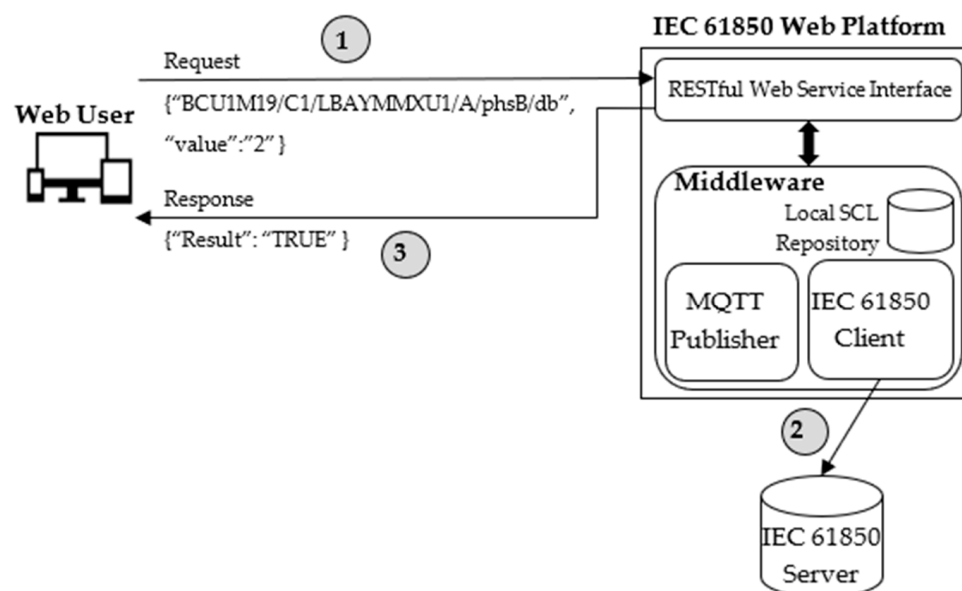 1
IEC 61850 Web Platform
Request
RESTful Web Service Interface
{“BCU1M19/C1/LBAYMMXU1/A/phsB/db”,
Web User
“value”:”2” }
Response
Middleware
Local SCL
Repository
{“Result”: “TRUE” }
3
MQTT
Publisher
IEC 61850
Client
2
IEC 61850
Server